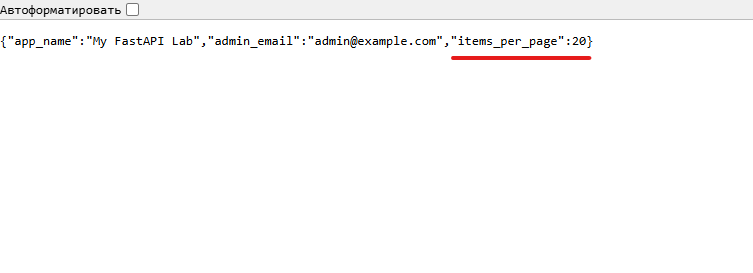 Автоформатировать
{"app_name":"My FastAPI Lab","admin_email":"admin@example.com","items_per_page":20}